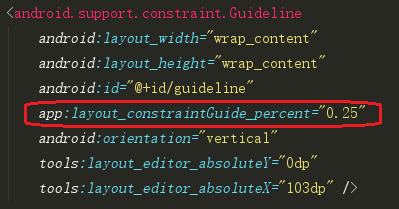 <android.support.constraint.Guideline
android:layout_width="wrap_content"
android:layout_height="wrap_content"
android:id="@+id/guideline"
app:layout_constraintGuide_percent="0.25"
android:orientation="vertical"
tools:layout_editor_absoluteY="0dp"
tools:layout_editor_absoluteX="103dp" />